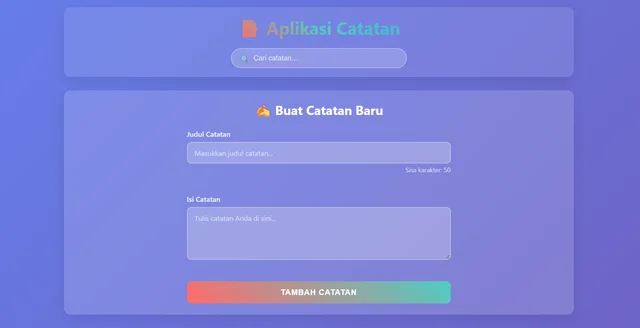 Aplikasi Catatan
Cari catatan...
Buat Catatan Baru
Judul Catatan
Masukkan judul catatan...
Sisa karakter: 50
Isi Catatan
Tulis catatan Anda di sini...
TAMBAH CATATAN